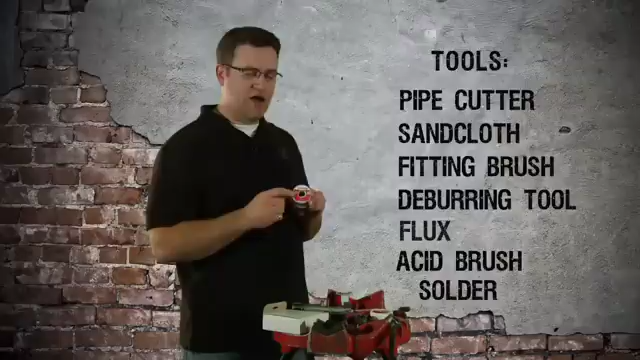 TOOLS:
PIPE CUTTER
SANDCLOTH
FITTING BRUSH
DEBURRING TOOL
FLUX
ACID BRUSH
SOLDER